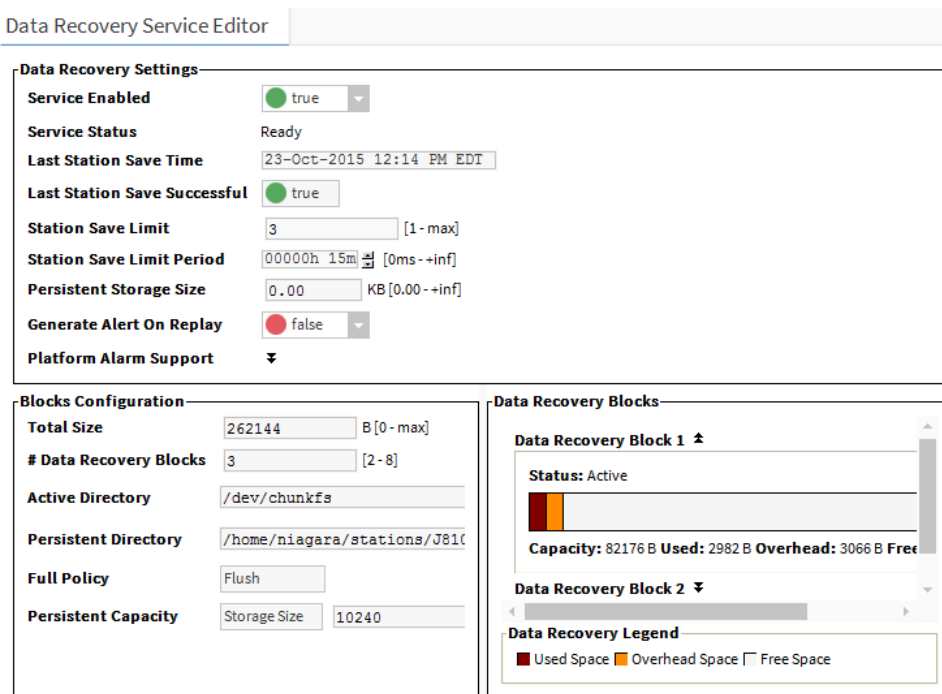 Data Recovery Service Editor
Data Recovery Settings
Service Enabled true
Service Status Ready
Last Station Save Time 23-Oct-2015 12:14 PM EDT
Last Station Save Successful true
Station Save Limit 3 [1 - max]
Station Save Limit Period 00000h 15m [0ms - +inf]
Persistent Storage Size 0.00 KB [0.00 - +inf]
Generate Alert On Replay false
Platform Alarm Support
Blocks Configuration
Total Size 262144 B [0 - max]
# Data Recovery Blocks 3 [2 - 8]
Active Directory /dev/chunkfs
Persistent Directory /home/niagara/stations/J810
Full Policy Flush
Persistent Capacity Storage Size 10240
Data Recovery Blocks
Data Recovery Block 1
Status: Active
Capacity: 82176 B Used: 2982 B Overhead: 3066 B Free
Data Recovery Block 2
Data Recovery Legend
Used Space Overhead Space Free Space